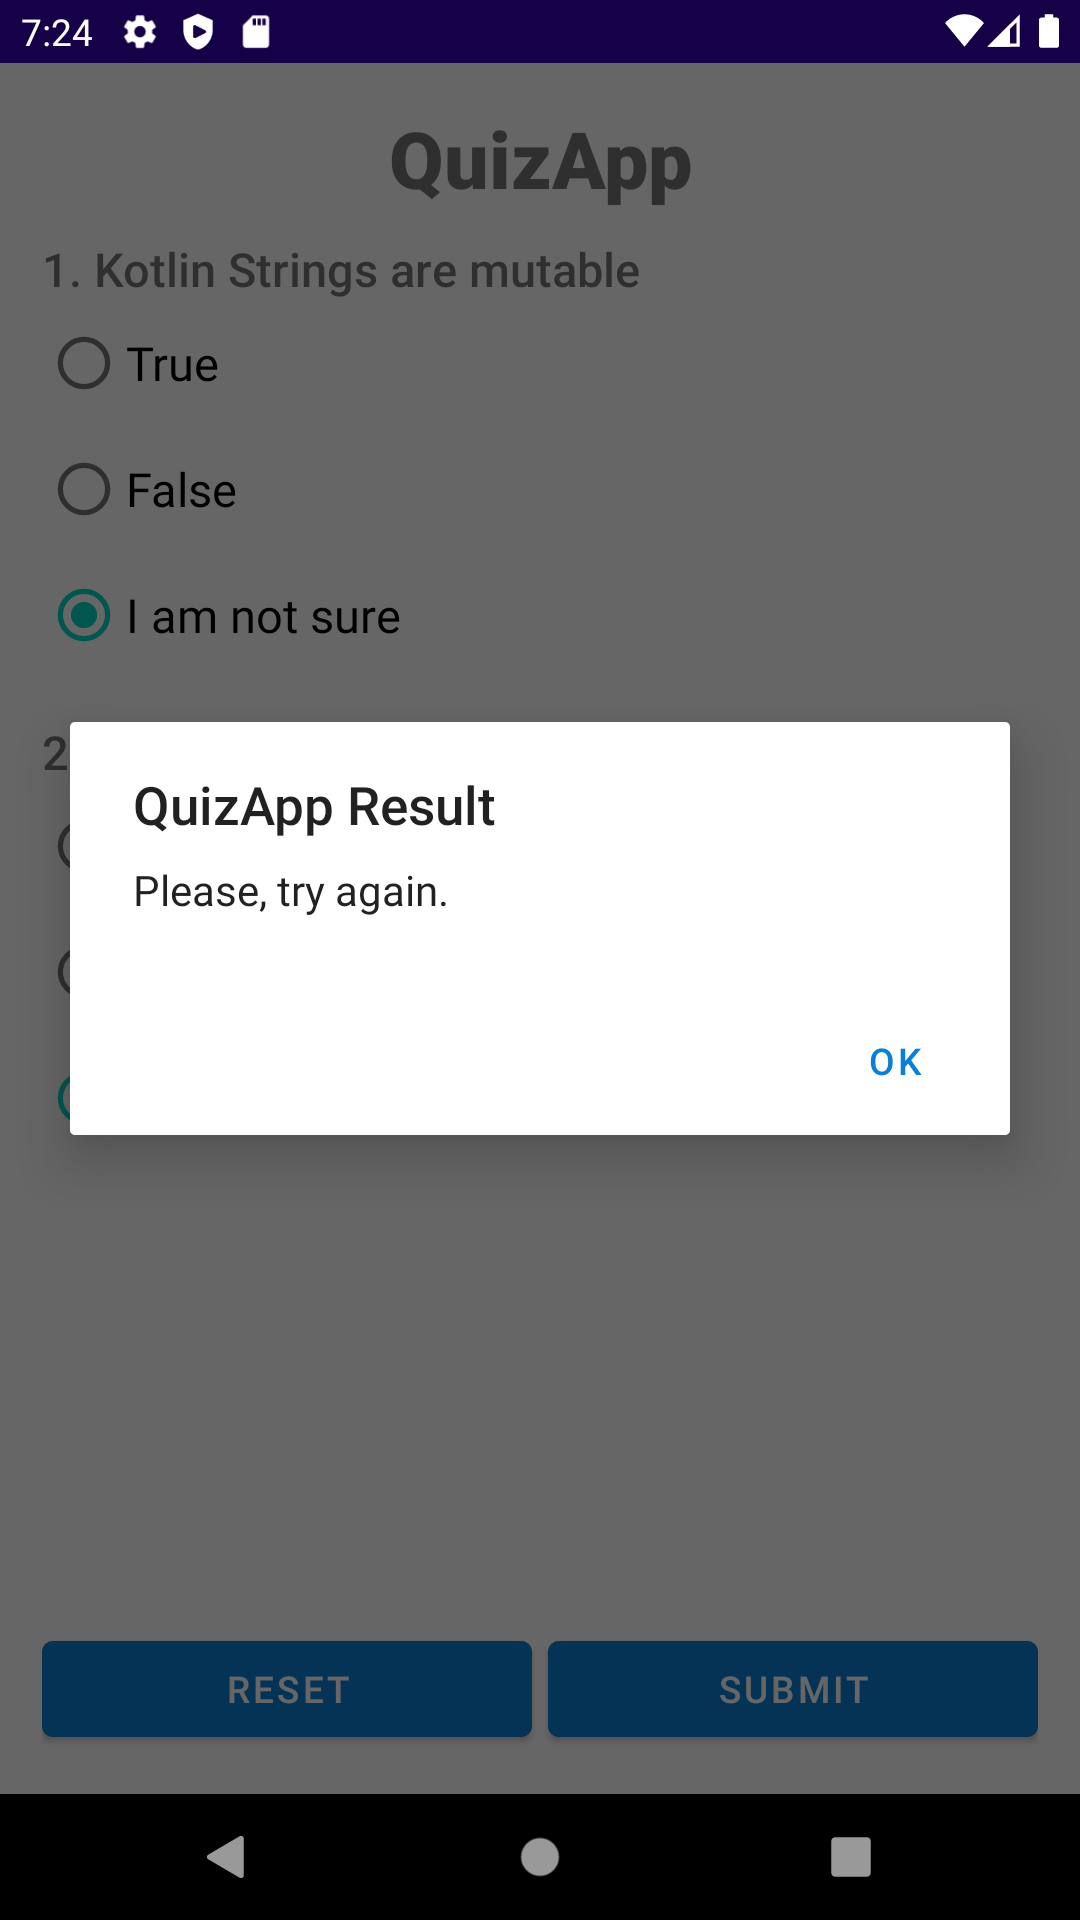 7:24
QuizApp
1. Kotlin Strings are mutable
True
False
I am not sure
2
QuizApp Result
Please, try again.
OK
RESET
SUBMIT